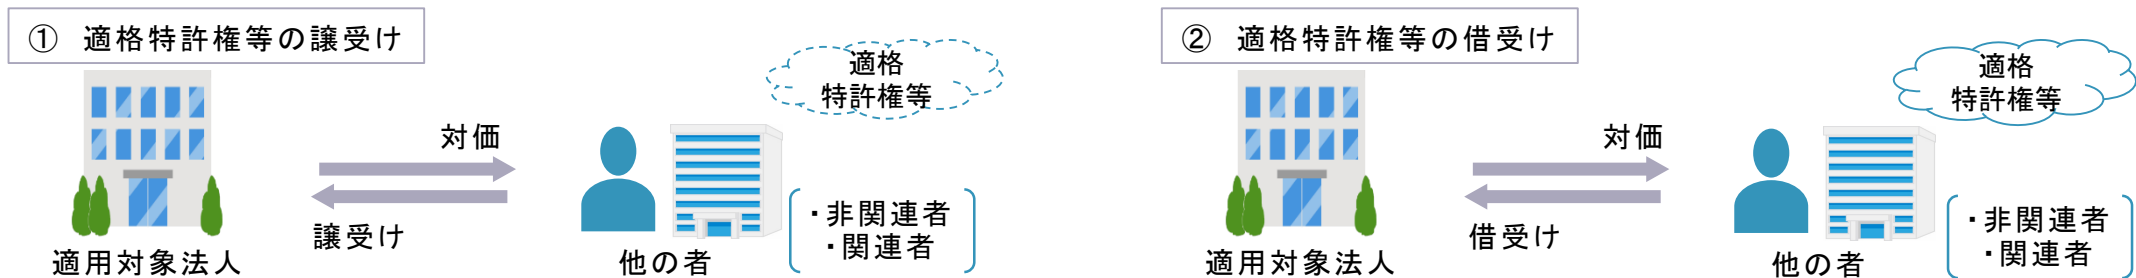 ① 適格特許権等の譲受け
適格
特許権等
対価
譲受け
・非関連者
・関連者
適用対象法人
他の者
② 適格特許権等の借受け
適格
特許権等
対価
借受け
・非関連者
・関連者
適用対象法人
他の者